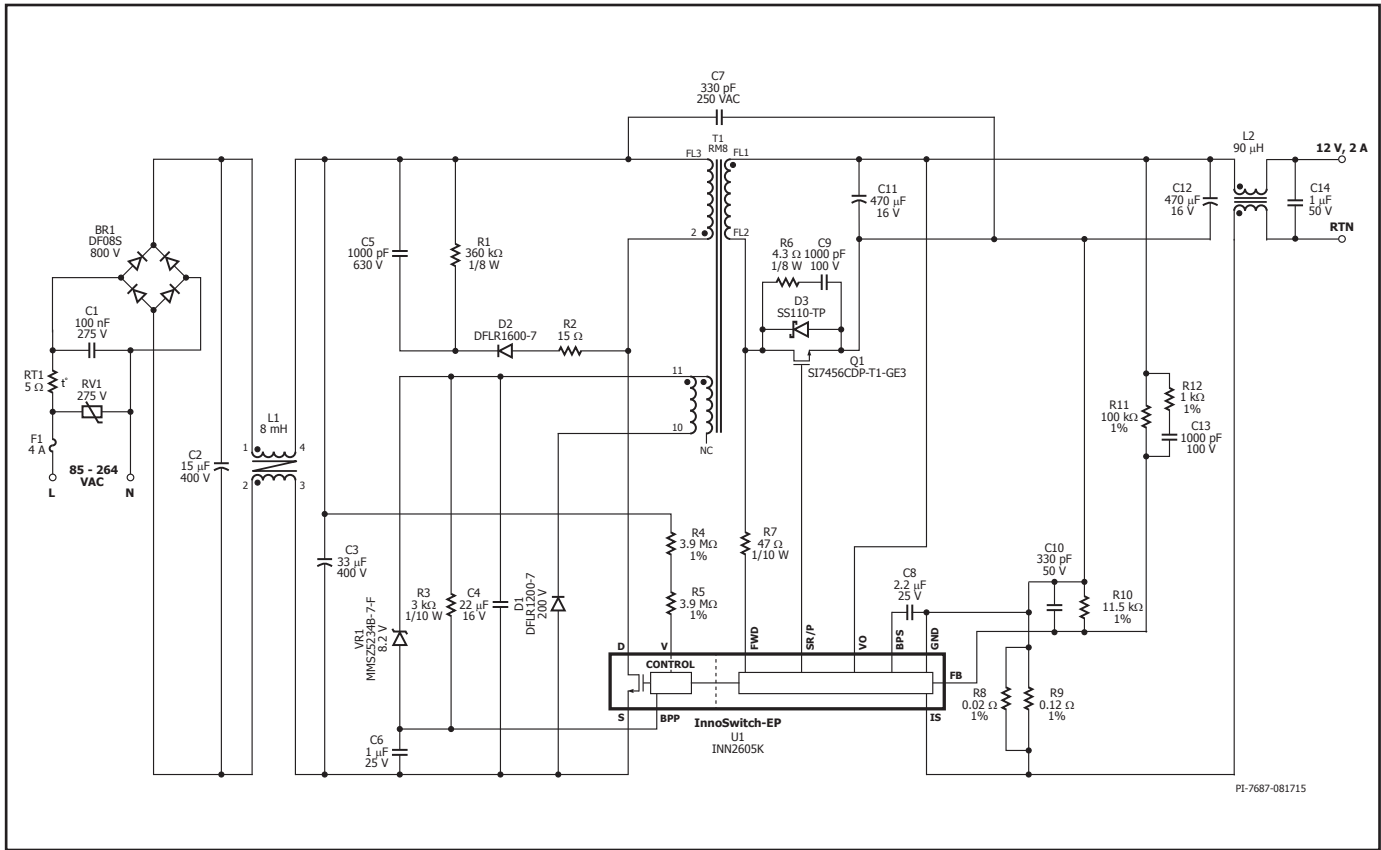 C7
330 pF
250 VAC
T1
RM8
FL3
FL1
2
FL2
L2
90 µH
12 V, 2 A
RTN
C11
470 µF
16 V
C12
470 µF
16 V
C14
1 µF
50 V
BR1
DF08S
800 V
C5
1000 pF
630 V
R1
360 kΩ
1/8 W
R6
4.3 Ω
1/8 W
C9
1000 pF
100 V
D3
SS110-TP
Q1
SI7456CDP-T1-GE3
D2
DFLR1600-7
R2
15 Ω
C1
100 nF
275 V
RT1
5 Ω
t°
RV1
275 V
F1
4 A
85 - 264
VAC
L
N
C2
15 µF
400 V
L1
8 mH
1
4
2
3
11
10
NC
R11
100 kΩ
1%
R12
1 kΩ
1%
C13
1000 pF
100 V
C3
33 µF
400 V
R4
3.9 MΩ
1%
R5
3.9 MΩ
1%
R7
47 Ω
1/10 W
VR1
MMSZ5234B-7-F
8.2 V
R3
3 kΩ
1/10 W
C4
22 µF
16 V
D1
DFLR1200-7
200 V
C8
2.2 µF
25 V
C10
330 pF
50 V
R10
11.5 kΩ
1%
D
V
FWD
SR/P
VO
BPS
GND
CONTROL
FB
S
BPP
IS
InnoSwitch-EP
U1
INN2605K
R8
0.02 Ω
1%
R9
0.12 Ω
1%
C6
1 µF
25 V
PI-7687-081715